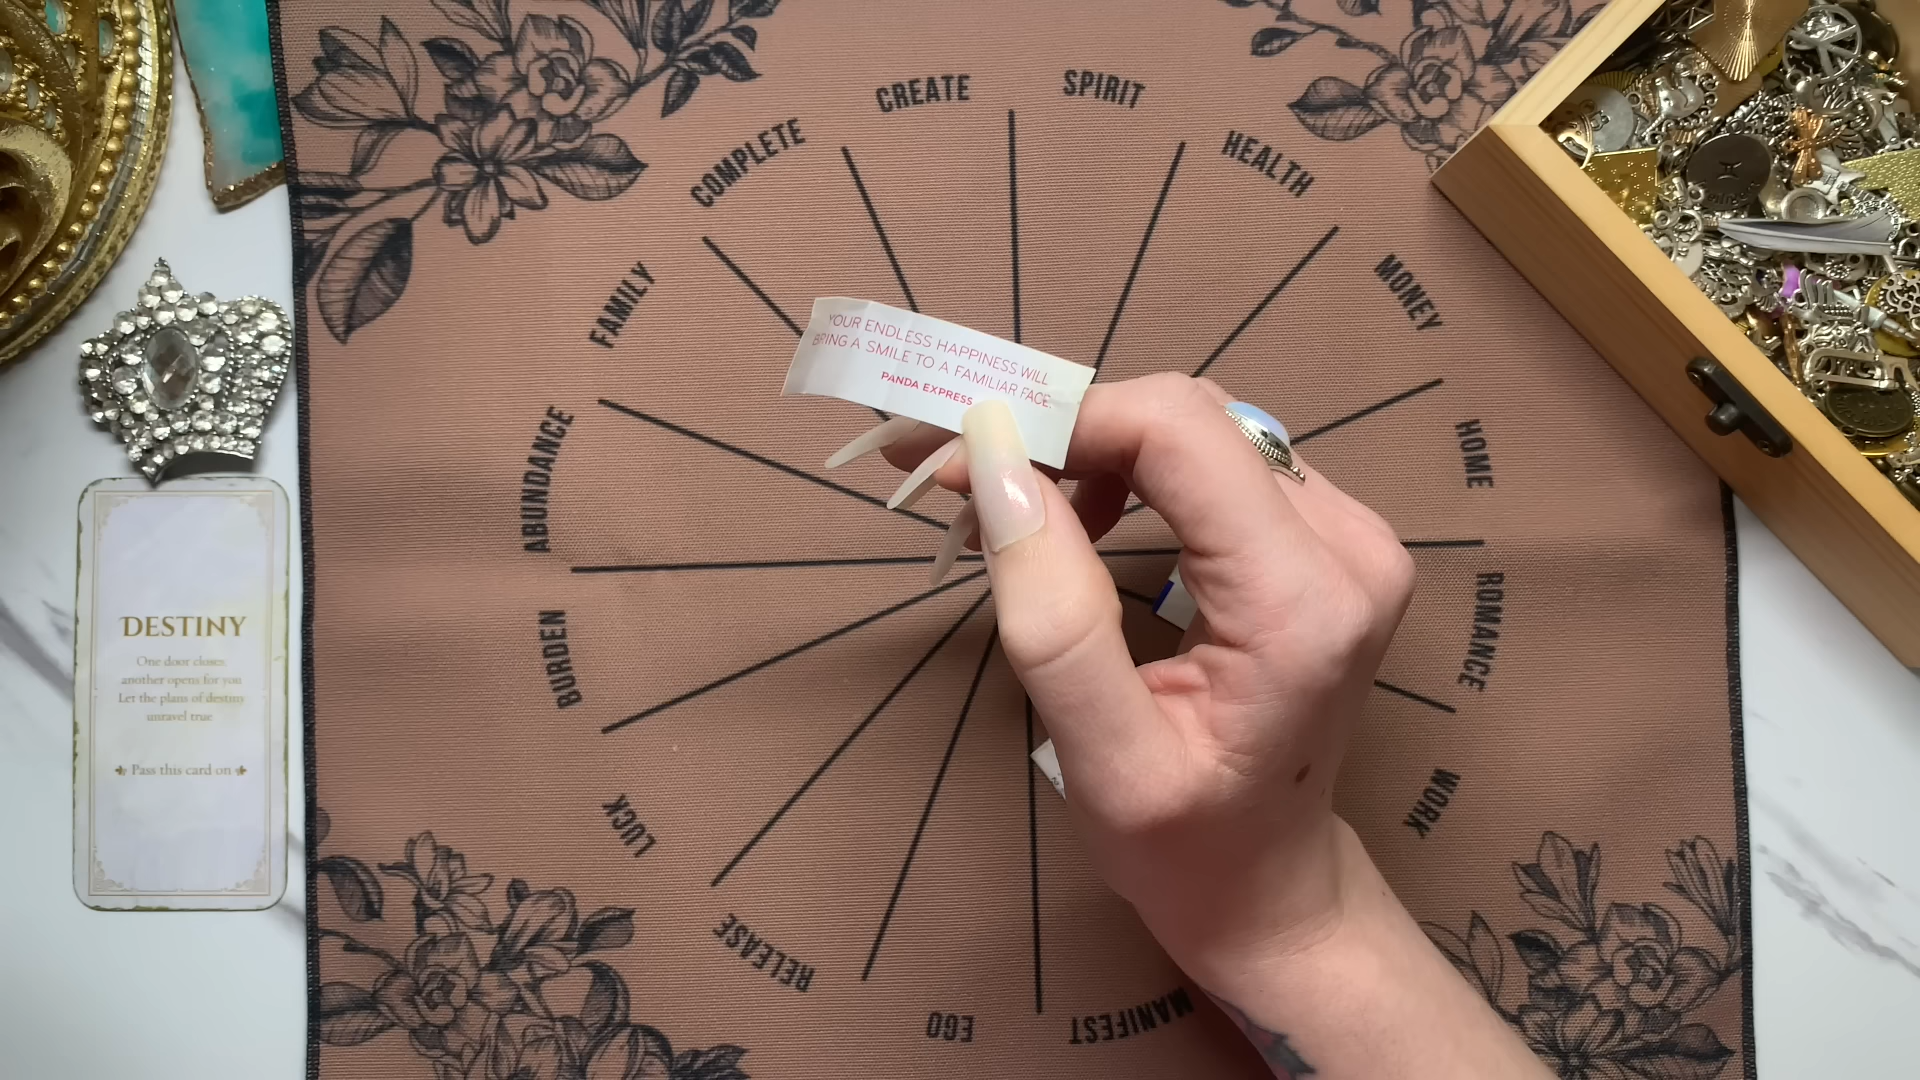 CREATE
SPIRIT
COMPLETE
HEALTH
FAMILY
MONEY
YOUR ENDLESS HAPPINESS WILL
BRING A SMILE TO A FAMILIAR FACE.
PANDA EXPRESS
ABUNDANCE
HOME
BURDEN
ROMANCE
DESTINY
One door closes
another opens for you
Let the plans of destiny
unravel true
Pass this card on
LUCK
WORK
RELEASE
EGO
MANIFEST